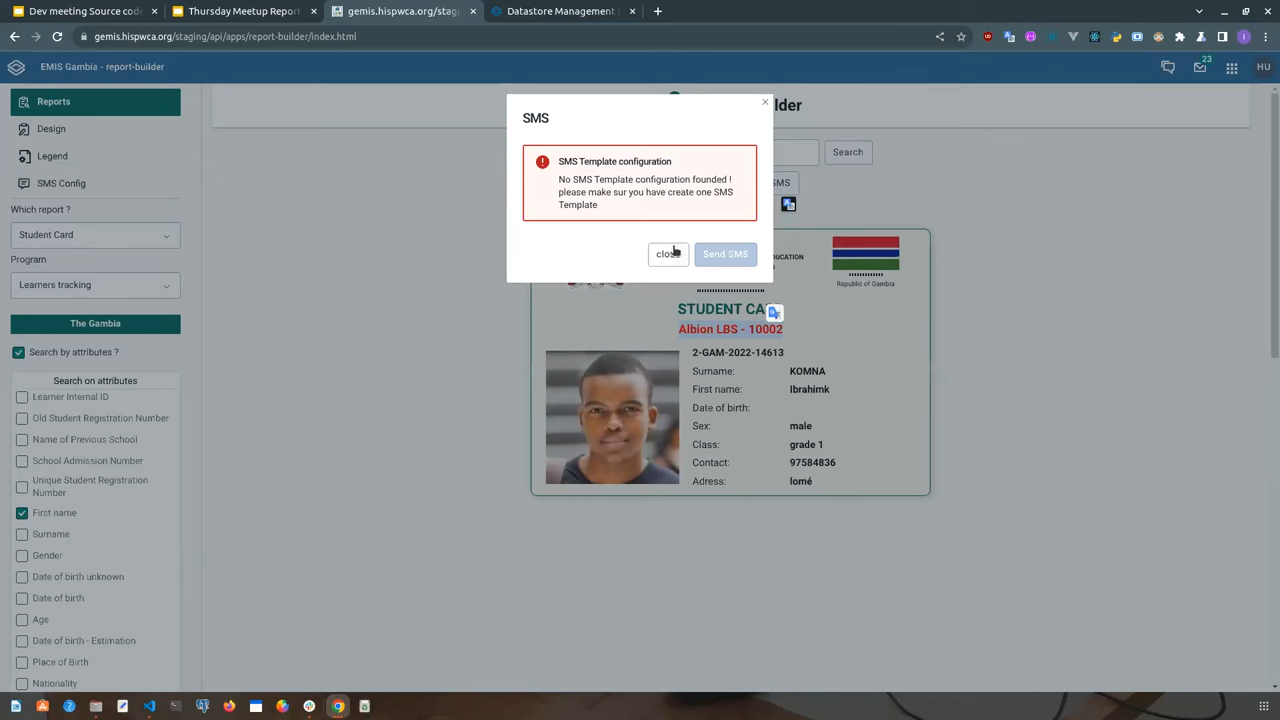 Dev meeting Source cod
Thursday Meetup Report
gemis.hispwca.org/stag
Datastore Management
gemis.hispwca.org/staging/api/apps/report-builder/index.html
EMIS Gambia - report-builder
23
HU
Reports
Design
Legend
SMS Config
Which report ?
Student Card
Program
Learners tracking
The Gambia
Search by attributes ?
Search on attributes
Learner Internal ID
Old Student Registration Number
Name of Previous School
School Admission Number
Unique Student Registration
Number
First name
Surname
Gender
Date of birth unknown
Date of birth
Age
Date of birth - Estimation
Place of Birth
Nationality
Search
SMS
SMS Template configuration
No SMS Template configuration founded !
please make sur you have create one SMS
Template
Send SMS
SMS
Republic of Gambia
STUDENT
Albion LBS - 10002
2-GAM-2022-14613
Surname: KOMNA
First name: Ibrahimk
Date of birth:
Sex: male
Class: grade 1
Contact: 97584836
Adress: lomé